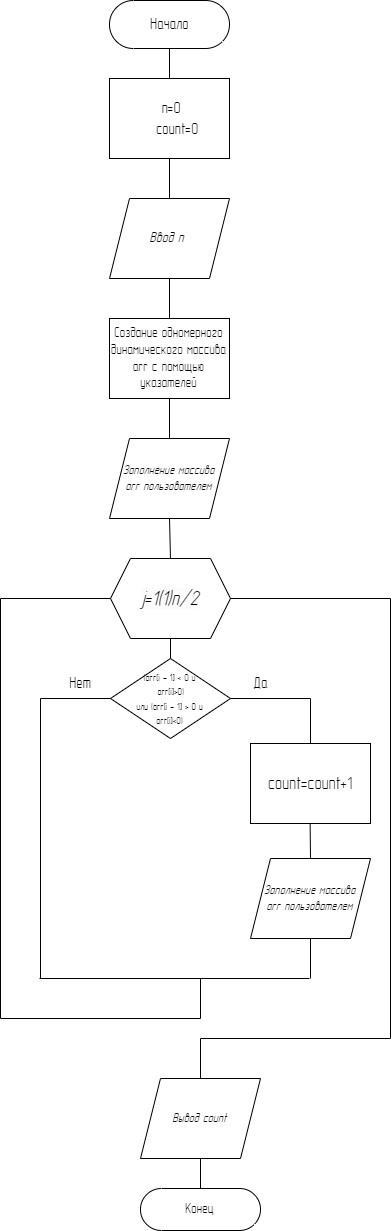 Начало
n=0
count=0
Ввод n
Создание одномерного
динамического массива
arr с помощью
указателей
Заполнение массива
arr пользователем
j=1(1)n/2
Нет
Да
(arr[i - 1] < 0 и
arr[i]>0)
или (arr[i - 1] > 0 и
arr[i]<0)
count=count+1
Заполнение массива
arr пользователем
Вывод count
Конец